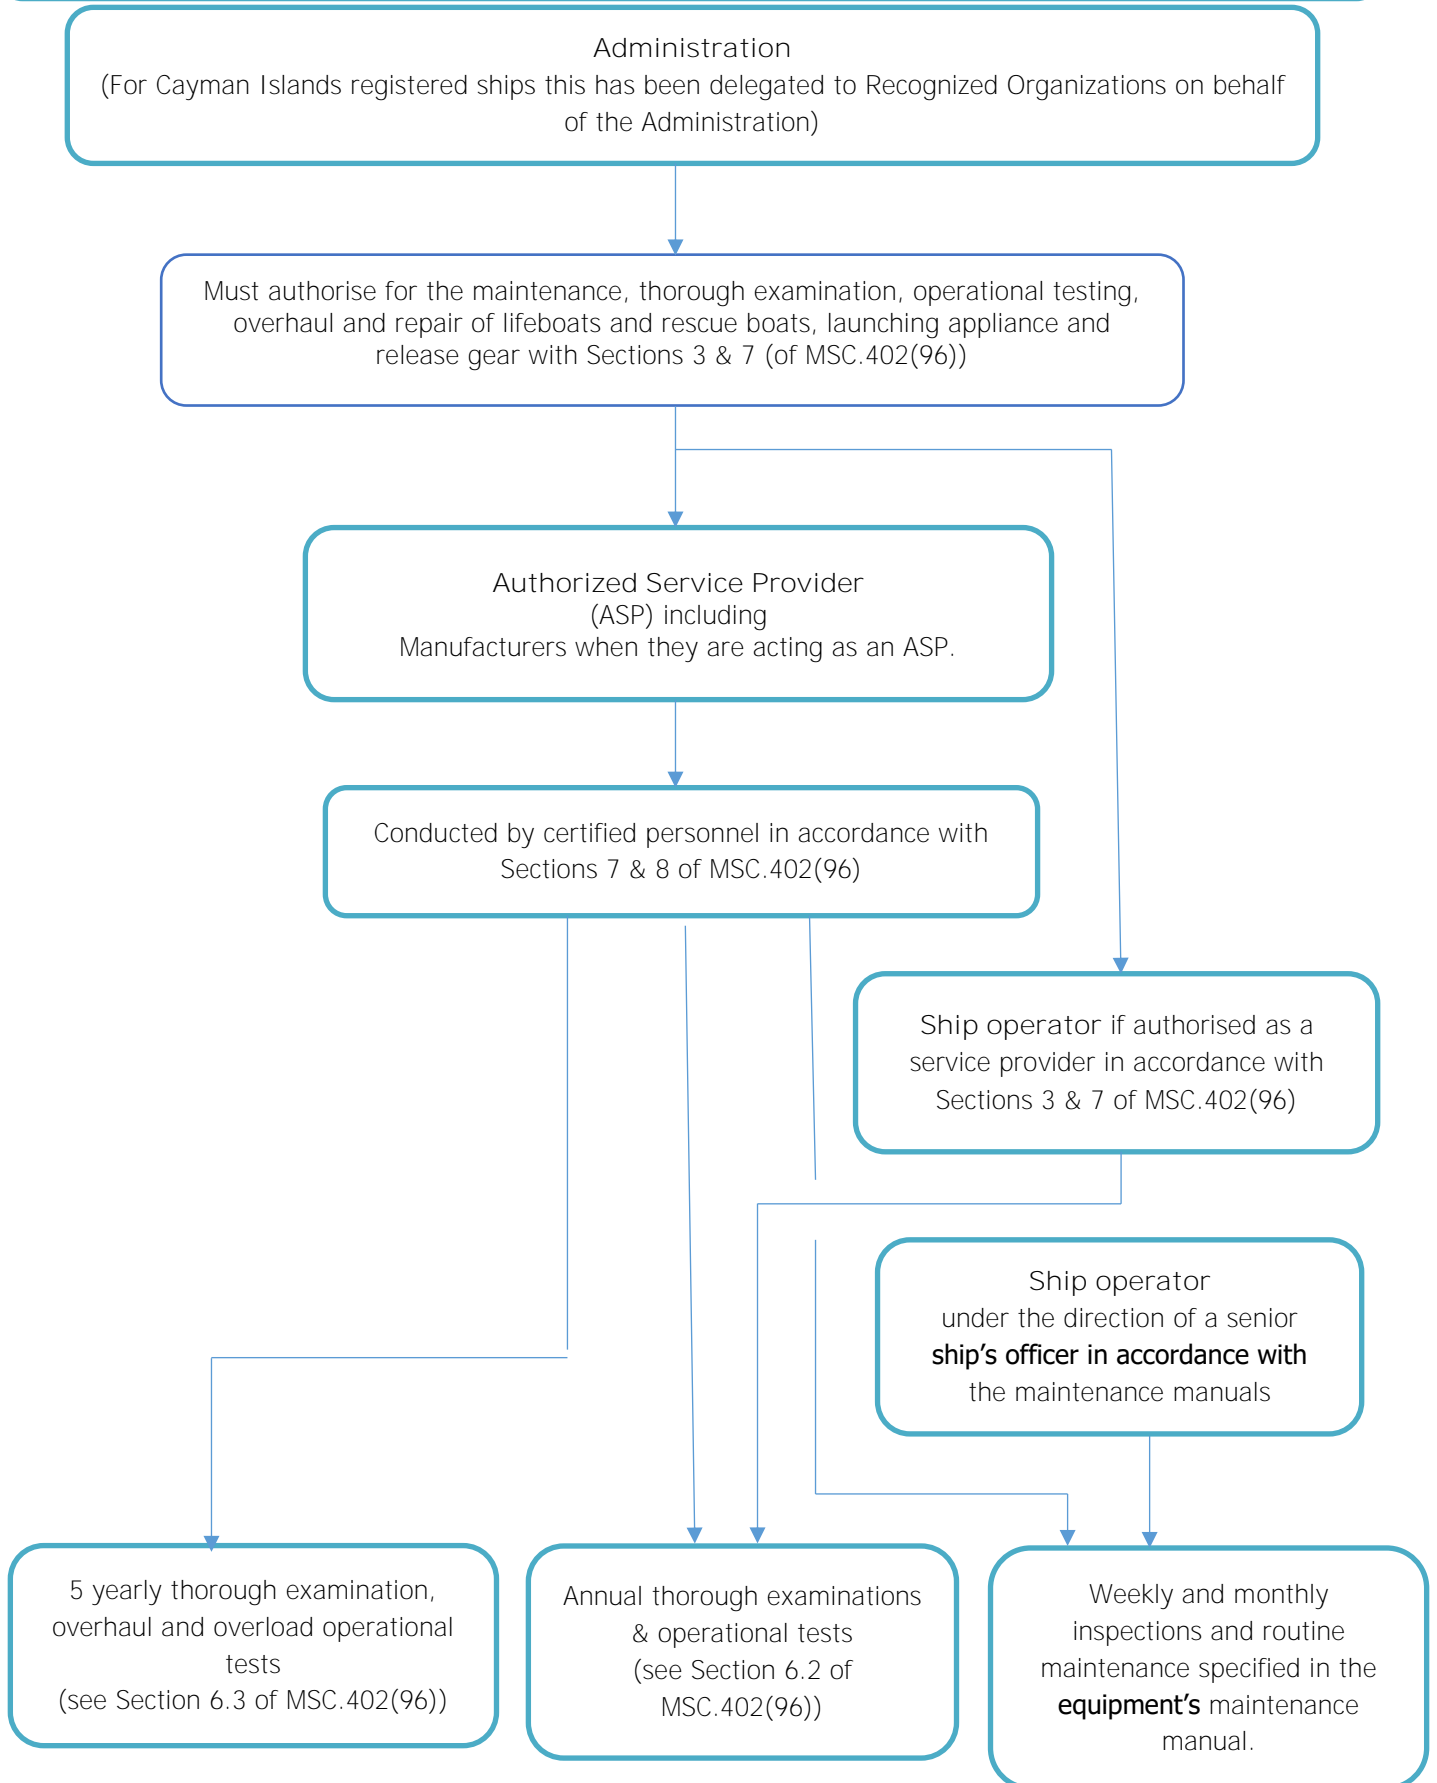 Administration
(For Cayman Islands registered ships this has been delegated to Recognized Organizations on behalf
of the Administration)
Must authorise for the maintenance, thorough examination, operational testing,
overhaul and repair of lifeboats and rescue boats, launching appliance and
release gear with Sections 3 & 7 (of MSC.402(96))
Authorized Service Provider
(ASP) including
Manufacturers when they are acting as an ASP.
Conducted by certified personnel in accordance with
Sections 7 & 8 of MSC.402(96)
Ship operator if authorised as a
service provider in accordance with
Sections 3 & 7 of MSC.402(96)
Ship operator
under the direction of a senior
ship’s officer in accordance with
the maintenance manuals
5 yearly thorough examination,
overhaul and overload operational
tests
(see Section 6.3 of MSC.402(96))
Annual thorough examinations
& operational tests
(see Section 6.2 of
MSC.402(96))
Weekly and monthly
inspections and routine
maintenance specified in the
equipment’s maintenance
manual.